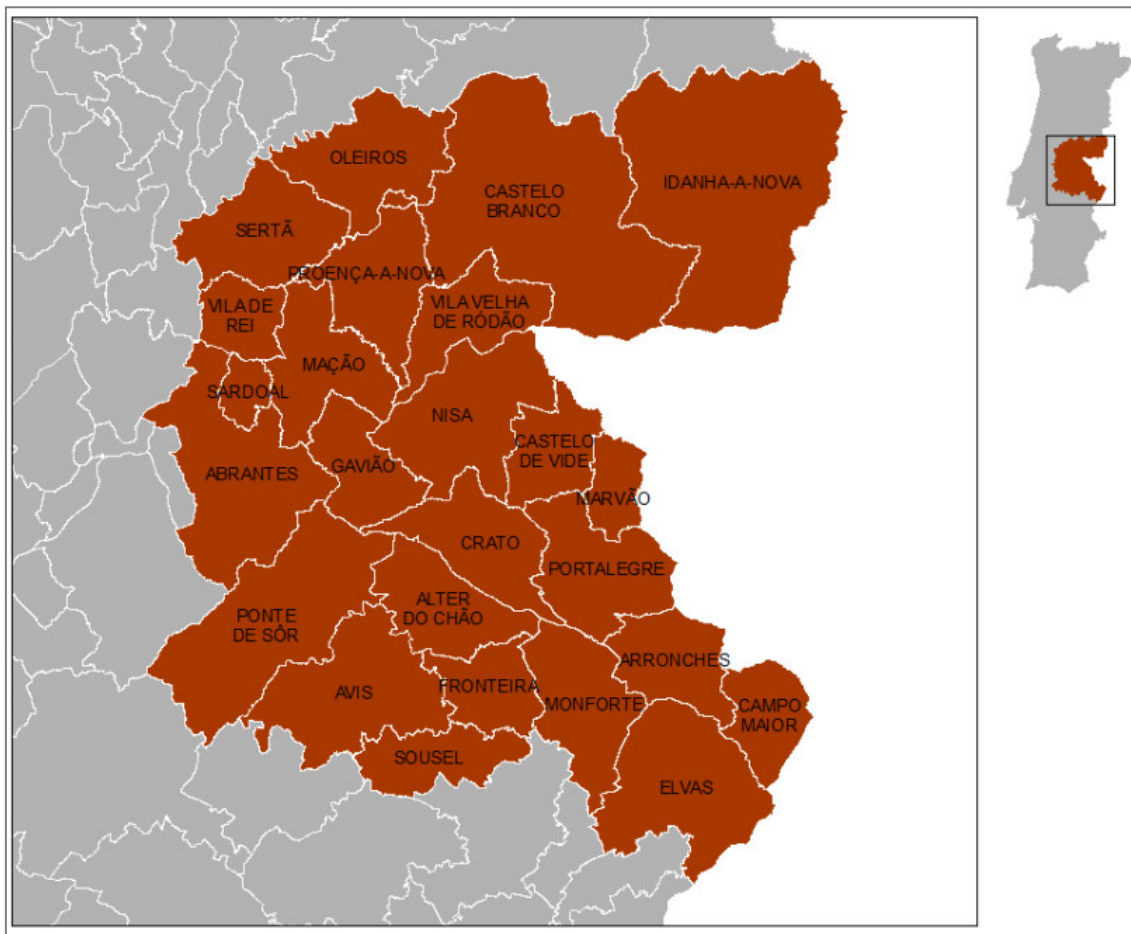 OLEIROS
CASTELO
BRANCO
IDANHA-A-NOVA
SERTÃ
PROENÇA-A-NOVA
VILA DE
REI
VILA VELHA
DE RÓDÃO
MAÇÃO
SARDOAL
NISA
CASTELO
DE VIDE
ABRANTES
GAVIÃO
MARVÃO
CRATO
PORTALEGRE
ALTER
DO CHÃO
PONTE
DE SÔR
ARRONCHES
AVIS
FRONTEIRA
MONFORTE
CAMPO
MAIOR
SOUSEL
ELVAS